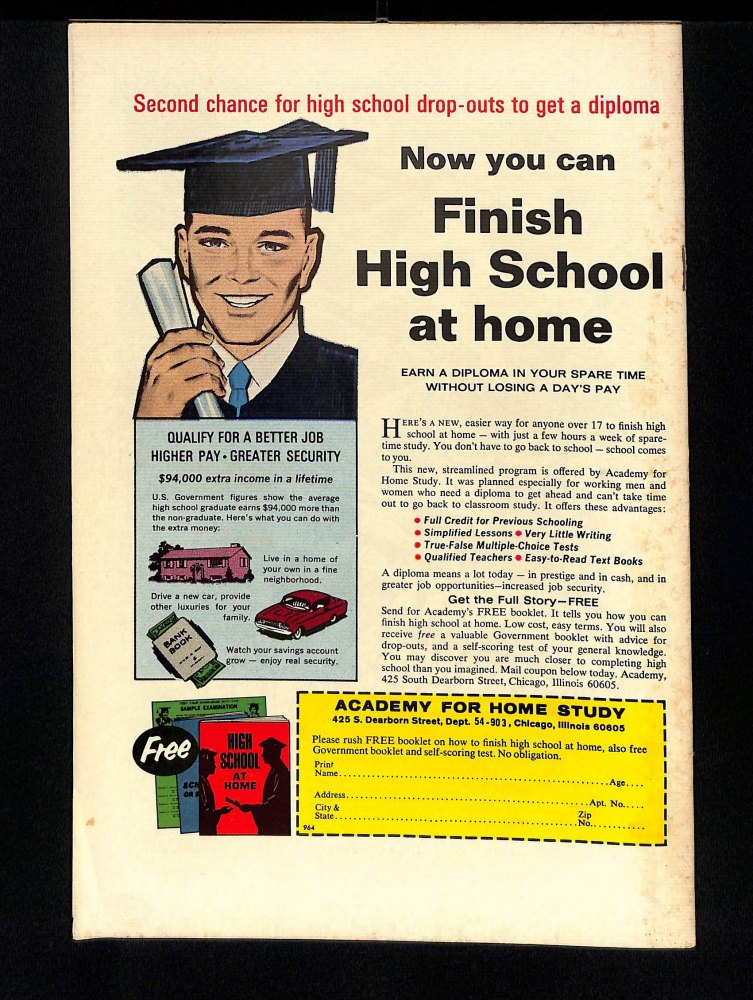 Second chance for high school drop-outs to get a diploma
Now you can
Finish
High School
at home
EARN A DIPLOMA IN YOUR SPARE TIME
WITHOUT LOSING A DAY'S PAY
QUALIFY FOR A BETTER JOB
HIGHER PAY • GREATER SECURITY
$94,000 extra income in a lifetime
U.S. Government figures show the average
high school graduate earns $94,000 more than
the non-graduate. Here's what you can do with
the extra money:
Live in a home of
your own in a fine
neighborhood.
Drive a new car, provide
other luxuries for your
family.
BANK
BOOK
Watch your savings account
grow — enjoy real security.
HERE'S A NEW, easier way for anyone over 17 to finish high
school at home — with just a few hours a week of spare-
time study. You don't have to go back to school — school comes
to you.
This new, streamlined program is offered by Academy for
Home Study. It was planned especially for working men and
women who need a diploma to get ahead and can't take time
out to go back to classroom study. It offers these advantages:
• Full Credit for Previous Schooling
• Simplified Lessons • Very Little Writing
• True-False Multiple-Choice Tests
• Qualified Teachers • Easy-to-Read Text Books
A diploma means a lot today — in prestige and in cash, and in
greater job opportunities—increased job security.
Get the Full Story—FREE
Send for Academy's FREE booklet. It tells you how you can
finish high school at home. Low cost, easy terms. You will also
receive free a valuable Government booklet with advice for
drop-outs, and a self-scoring test of your general knowledge.
You may discover you are much closer to completing high
school than you imagined. Mail coupon below today. Academy,
425 South Dearborn Street, Chicago, Illinois 60605.
Free
SAMPLE EXAMINATION
HIGH
SCHOOL
AT
HOME
ACADEMY FOR HOME STUDY
425 S. Dearborn Street, Dept. 54-903, Chicago, Illinois 60605
Please rush FREE booklet on how to finish high school at home, also free
Government booklet and self-scoring test. No obligation.
Print
Name.......... Age....
Address.......... Apt. No.....
City & Zip
State.......... No..........
964